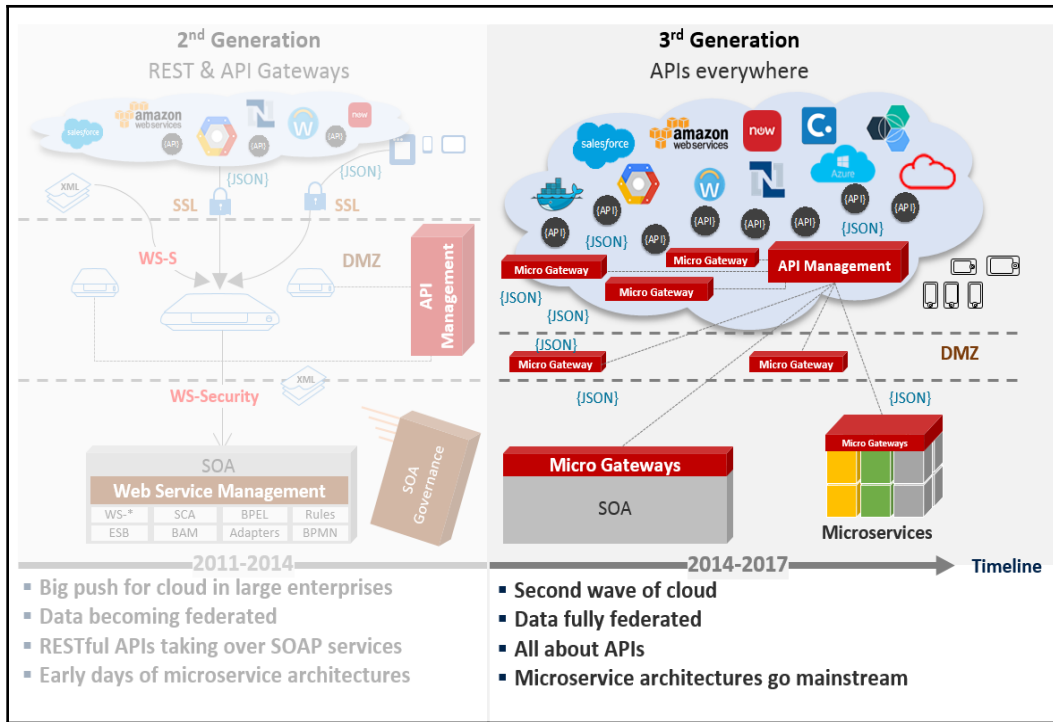 2nd Generation
REST & API Gateways
salesforce
amazon
webservices
now
{API}
{API}
{API}
W
N
{JSON}
{JSON}
XML
SSL
SSL
WS-S
DMZ
API
Management
WS-Security
XML
SOA
Web Service Management
WS-*
SCA
BPEL
Rules
ESB
BAM
Adapters
BPMN
SOA
Governance
2011-2014
▪ Big push for cloud in large enterprises
▪ Data becoming federated
▪ RESTful APIs taking over SOAP services
▪ Early days of microservice architectures
3rd Generation
APIs everywhere
salesforce
amazon
webservices
now
C.
W
N
Azure
{API}
{API}
{API}
{API}
{API}
{API}
{API}
{JSON}
{JSON}
Micro Gateway
Micro Gateway
API Management
Micro Gateway
{JSON}
{JSON}
{JSON}
DMZ
Micro Gateway
Micro Gateway
{JSON}
{JSON}
Micro Gateways
SOA
Micro Gateways
Microservices
2014-2017
Timeline
▪ Second wave of cloud
▪ Data fully federated
▪ All about APIs
▪ Microservice architectures go mainstream